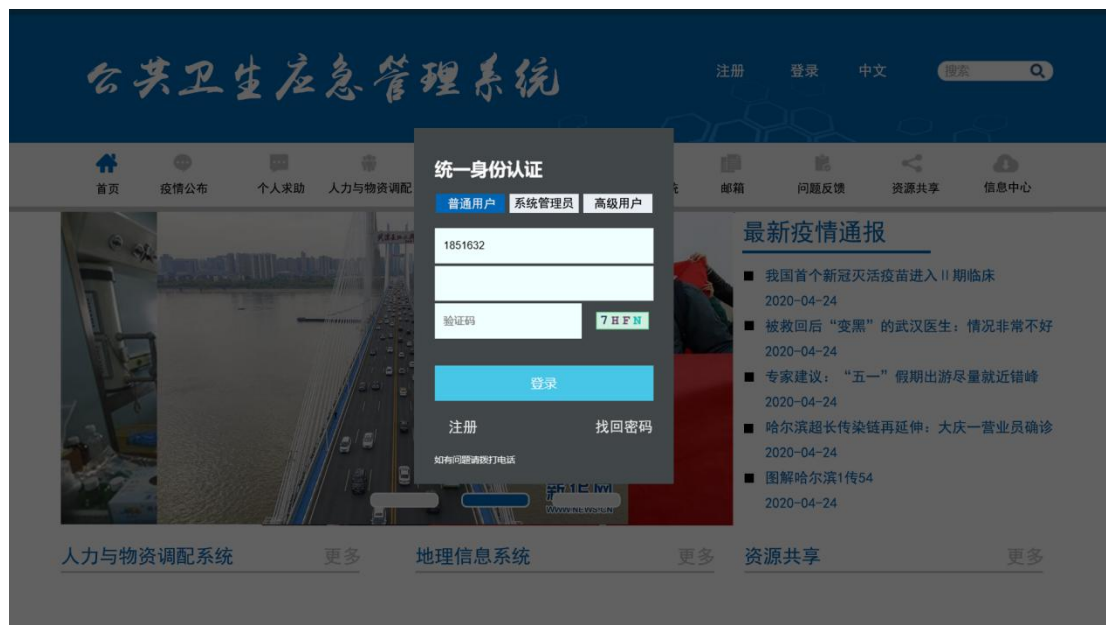 公共卫生应急管理系统
注册 登录 中文 搜索
首页 疫情公布 个人求助 人力与物资调配 邮箱 问题反馈 资源共享 信息中心
统一身份认证
普通用户 系统管理员 高级用户
1851632
验证码 7HFN
登录
注册 找回密码
如有问题请拨打电话
最新疫情通报
■ 我国首个新冠灭活疫苗进入Ⅱ期临床
2020-04-24
■ 被救回后“变黑”的武汉医生：情况非常不好
2020-04-24
■ 专家建议：“五一”假期出游尽量就近错峰
2020-04-24
■ 哈尔滨超长传染链再延伸：大庆一营业员确诊
2020-04-24
■ 图解哈尔滨1传54
2020-04-24
人力与物资调配系统 更多 地理信息系统 更多 资源共享 更多